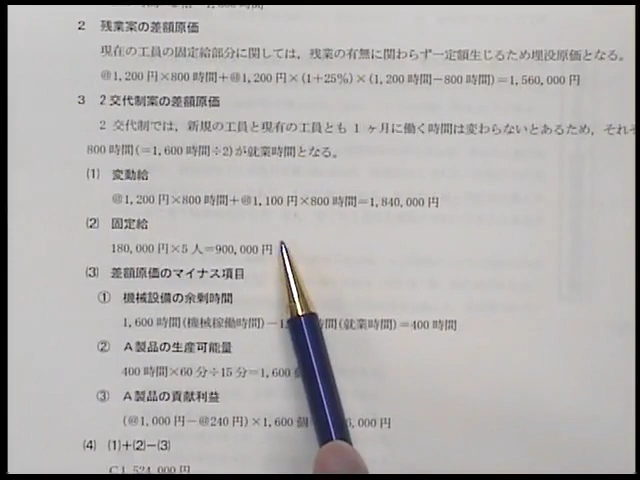 2 残業案の差額原価
現在の工員の固定給部分に関しては，残業の有無に関わらず一定額生じるため埋没原価となる。
@1,200円×800時間+@1,200円×(1+25%)×(1,200時間-800時間)=1,560,000円
3 2交代制案の差額原価
2交代制では，新規の工員と現有の工員とも1ヶ月に働く時間は変わらないとあるため，それぞ
800時間(=1,600時間÷2)が就業時間となる。
(1) 変動給
@1,200円×800時間+@1,100円×800時間=1,840,000円
(2) 固定給
180,000円×5人=900,000円
(3) 差額原価のマイナス項目
① 機械設備の余剰時間
1,600時間(機械稼働時間)-1 時間(就業時間)=400時間
② A製品の生産可能量
400時間×60分÷15分=1,600
③ A製品の貢献利益
(@1,000円-@240円)×1,600個 6,000円
(4) (1)+(2)-(3)
1,524,000円